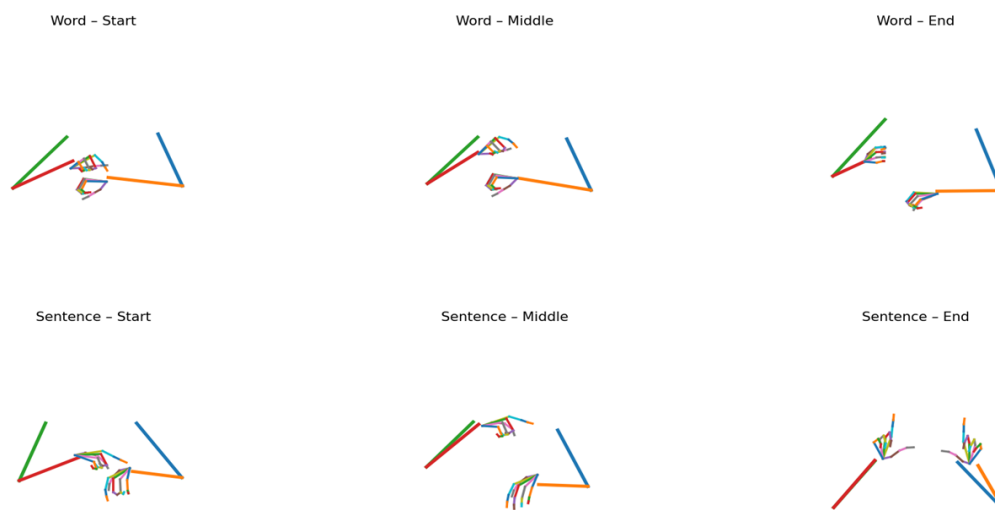 Word – Start
Word – Middle
Word – End
Sentence – Start
Sentence – Middle
Sentence – End